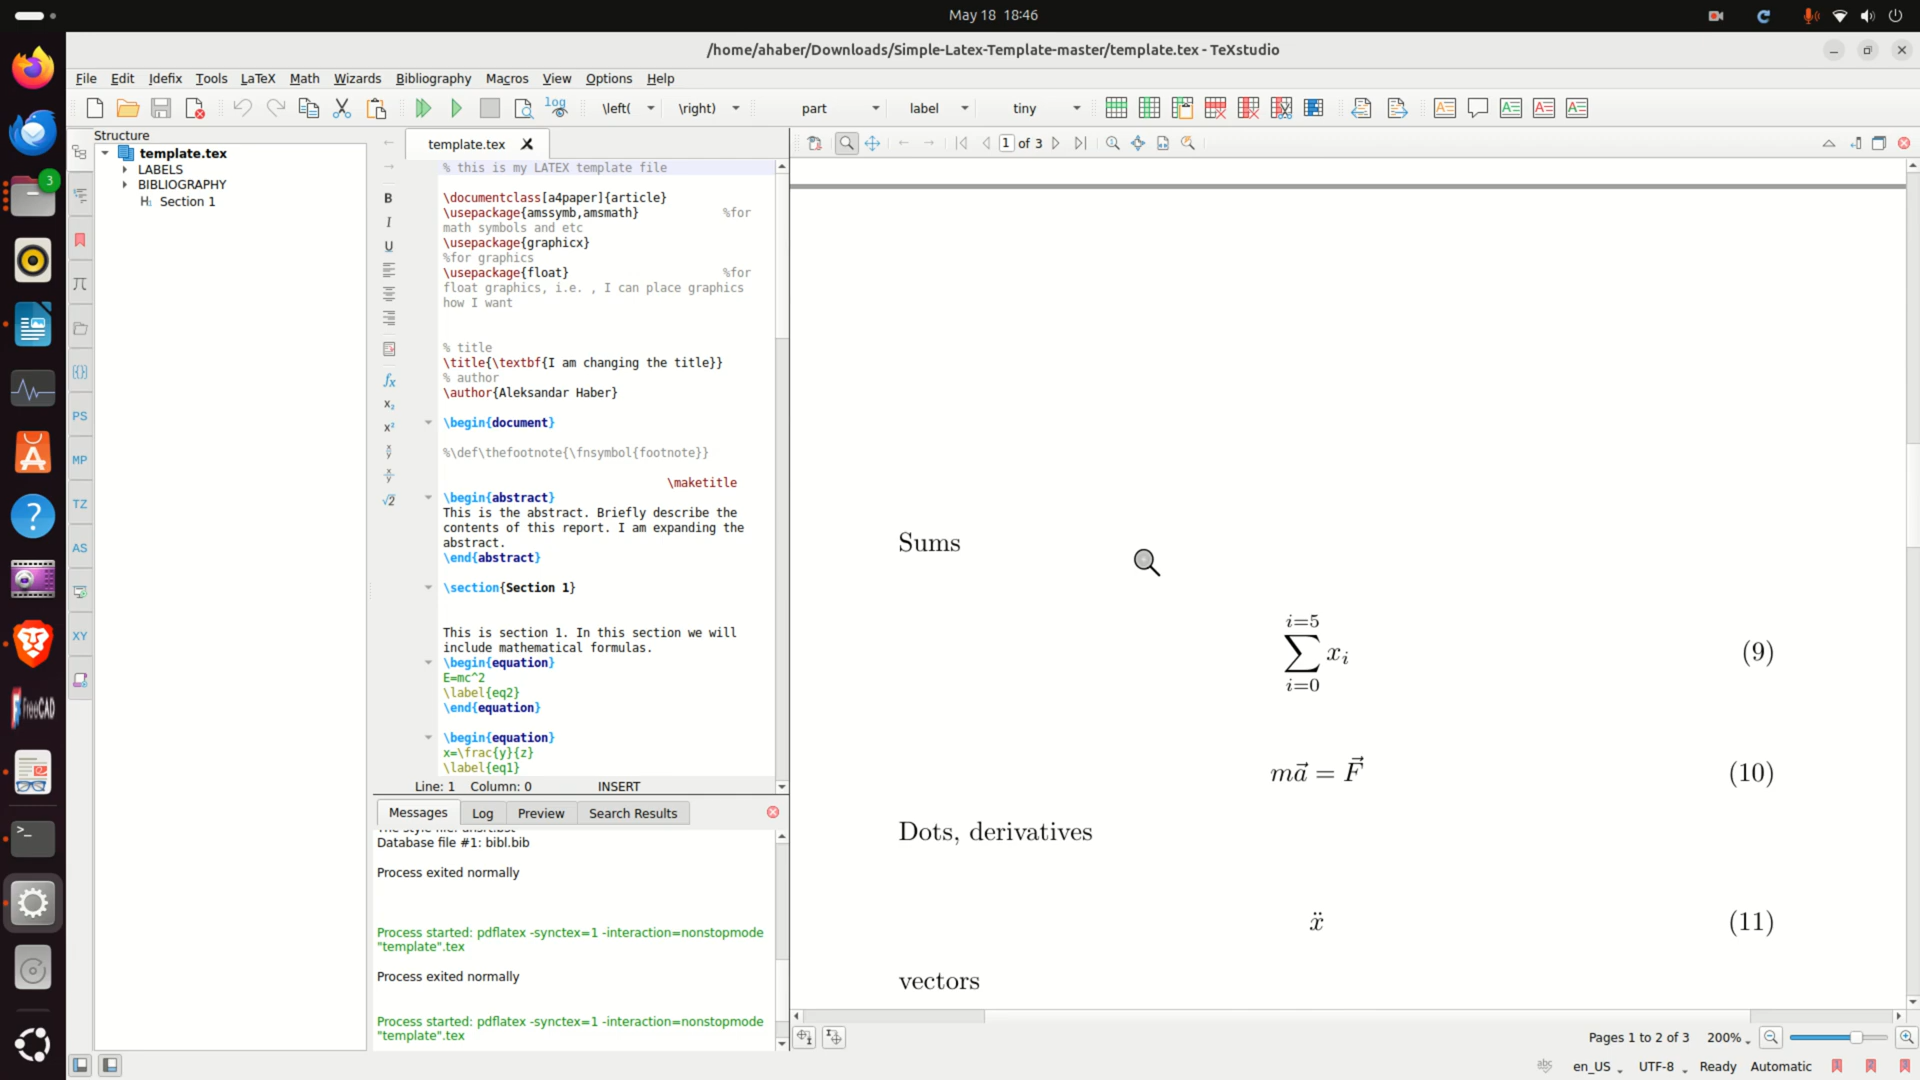 May 18 18:46
/home/ahaber/Downloads/Simple-Latex-Template-master/template.tex - TeXstudio
File Edit Idefix Tools LaTeX Math Wizards Bibliography Macros View Options Help
log \left( \right) part label tiny
Structure
template.tex
LABELS
BIBLIOGRAPHY
H₁ Section 1
PS
MP
TZ
AS
XY
FreeCAD
3
template.tex
B
I
U
% this is my LATEX template file
\documentclass[a4paper]{article}
\usepackage{amssymb,amsmath} %for
math symbols and etc
\usepackage{graphicx}
%for graphics
\usepackage{float} %for
float graphics, i.e. , I can place graphics
how I want
% title
\title{\textbf{I am changing the title}}
% author
\author{Aleksandar Haber}
\begin{document}
%\def\thefootnote{\fnsymbol{footnote}}
\maketitle
\begin{abstract}
This is the abstract. Briefly describe the
contents of this report. I am expanding the
abstract.
\end{abstract}
\section{Section 1}
This is section 1. In this section we will
include mathematical formulas.
\begin{equation}
E=mc^2
\label{eq2}
\end{equation}
\begin{equation}
x=\frac{y}{z}
\label{eq1}
Line: 1 Column: 0 INSERT
Messages Log Preview Search Results
Database file #1: bibl.bib
Process exited normally
Process started: pdflatex -synctex=1 -interaction=nonstopmode
"template".tex
Process exited normally
Process started: pdflatex -synctex=1 -interaction=nonstopmode
"template".tex
1 of 3
Sums
i=5
∑ xᵢ (9)
i=0
ma⃗ = F⃗ (10)
Dots, derivatives
ẍ (11)
vectors
Pages 1 to 2 of 3 200%
en_US UTF-8 Ready Automatic